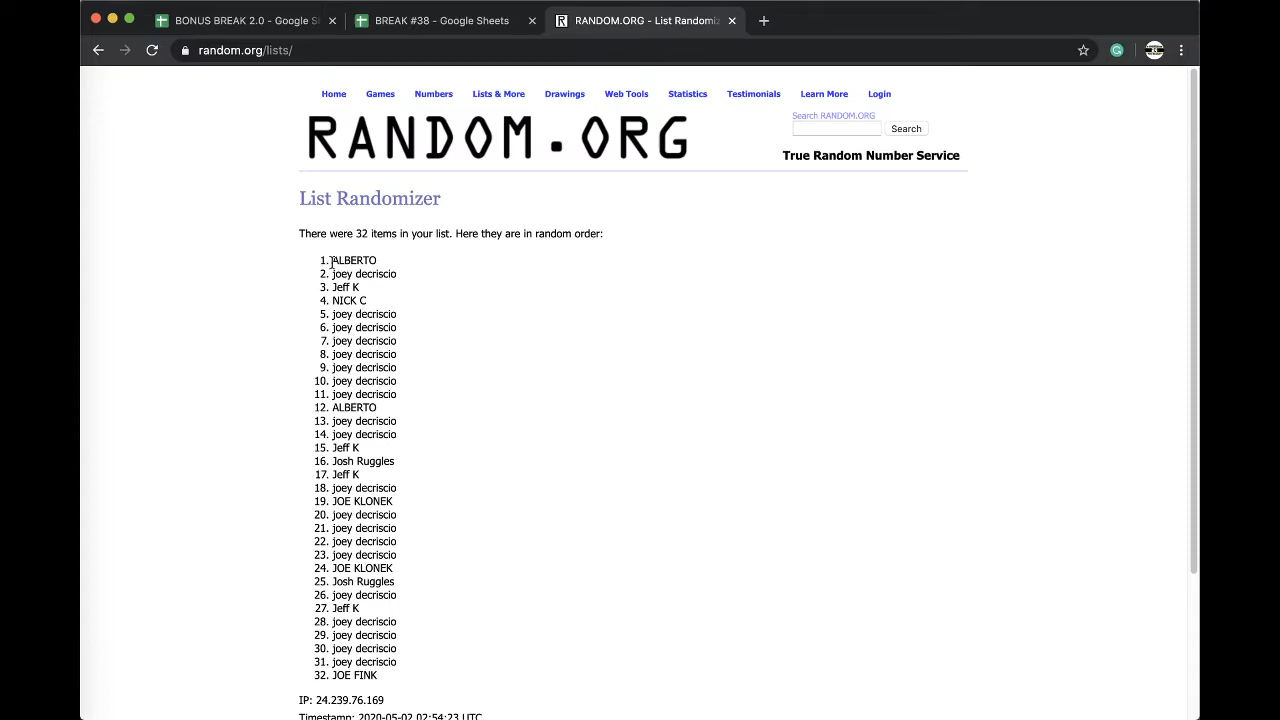 BONUS BREAK 2.0 - Google Sh
BREAK #38 - Google Sheets
RANDOM.ORG - List Randomiz
random.org/lists/
Home Games Numbers Lists & More Drawings Web Tools Statistics Testimonials Learn More Login
Search RANDOM.ORG
RANDOM.ORG
Search
True Random Number Service
List Randomizer
There were 32 items in your list. Here they are in random order:
1. ALBERTO
2. joey decriscio
3. Jeff K
4. NICK C
5. joey decriscio
6. joey decriscio
7. joey decriscio
8. joey decriscio
9. joey decriscio
10. joey decriscio
11. joey decriscio
12. ALBERTO
13. joey decriscio
14. joey decriscio
15. Jeff K
16. Josh Ruggles
17. Jeff K
18. joey decriscio
19. JOE KLONEK
20. joey decriscio
21. joey decriscio
22. joey decriscio
23. joey decriscio
24. JOE KLONEK
25. Josh Ruggles
26. joey decriscio
27. Jeff K
28. joey decriscio
29. joey decriscio
30. joey decriscio
31. joey decriscio
32. JOE FINK
IP: 24.239.76.169
Timestamp: 2020-05-02 02:54:23 UTC